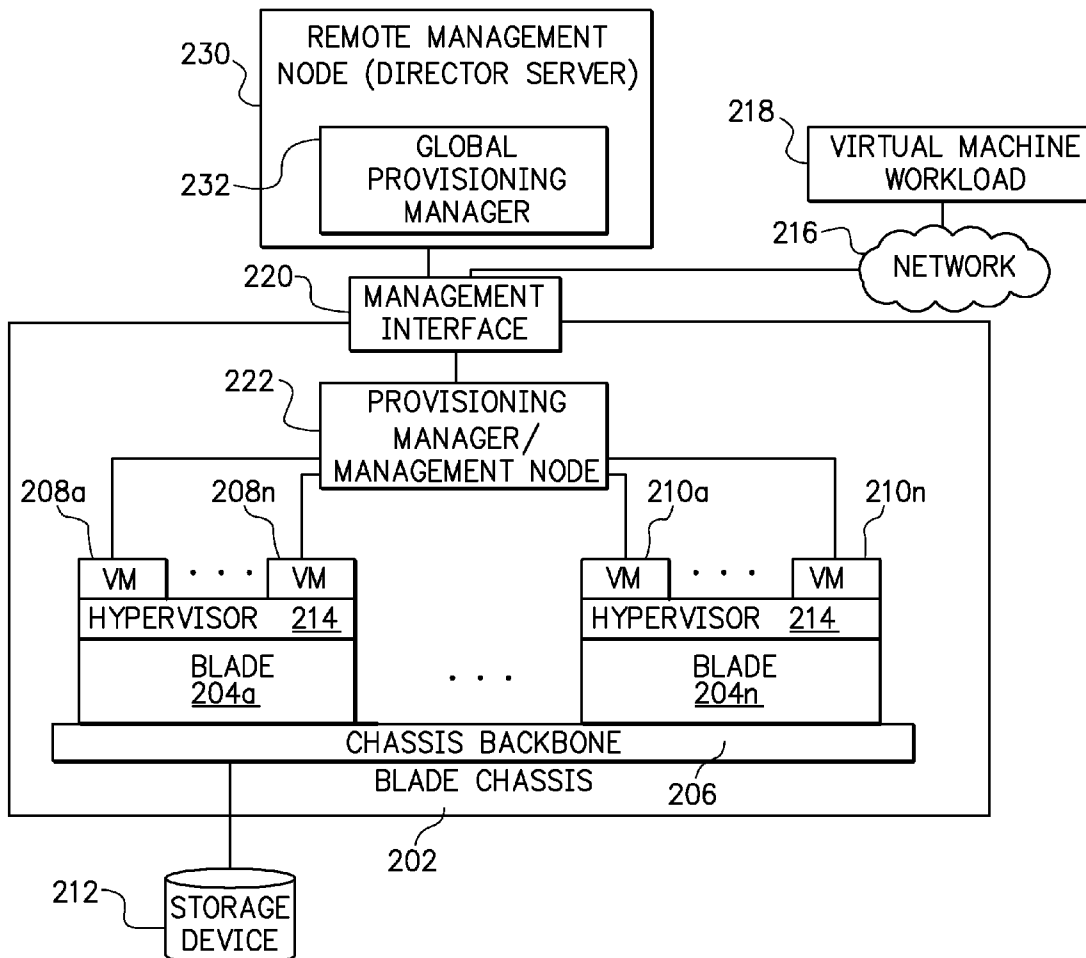 230
REMOTE MANAGEMENT
NODE (DIRECTOR SERVER)
232
GLOBAL
PROVISIONING
MANAGER
218
VIRTUAL MACHINE
WORKLOAD
216
NETWORK
220
MANAGEMENT
INTERFACE
222
PROVISIONING
MANAGER/
MANAGEMENT NODE
208a
208n
210a
210n
VM
. . .
VM
VM
. . .
VM
HYPERVISOR 214
HYPERVISOR 214
BLADE
204a
. . .
BLADE
204n
CHASSIS BACKBONE
BLADE CHASSIS
206
202
212
STORAGE
DEVICE